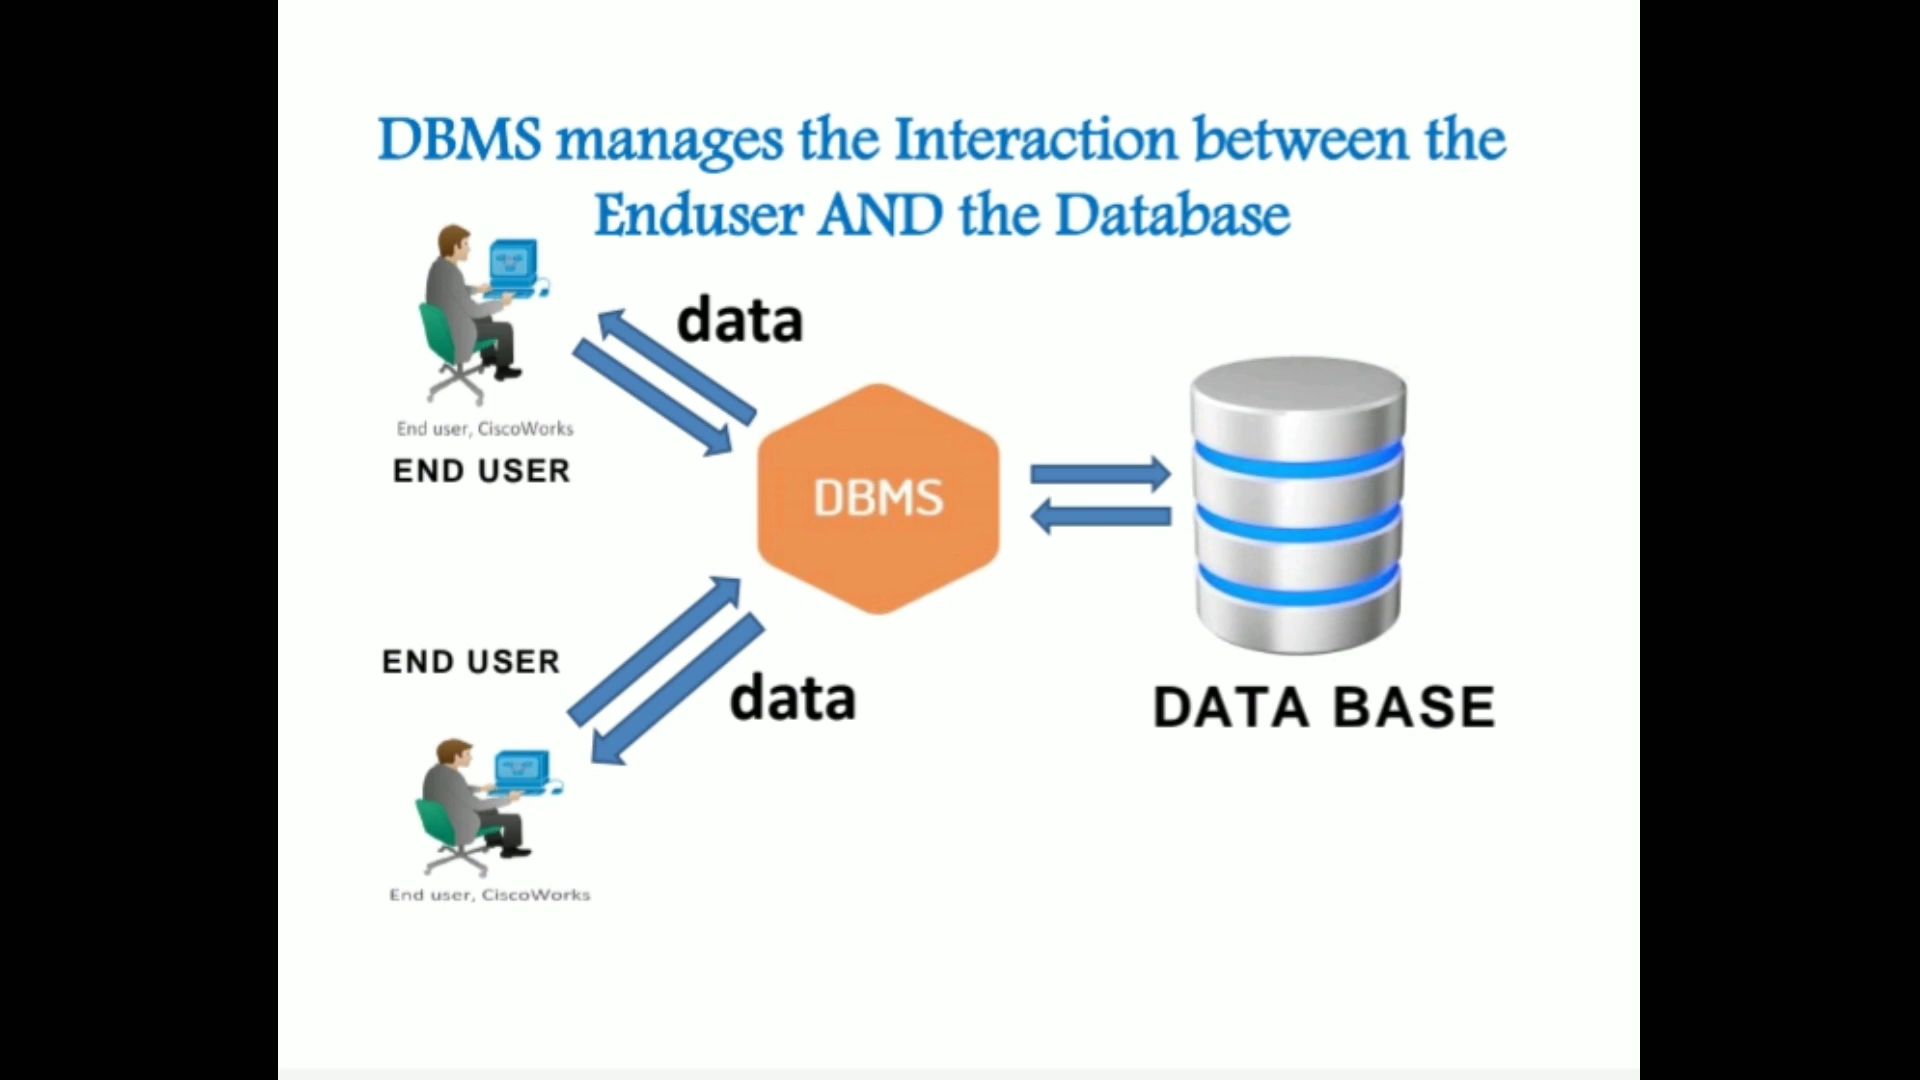 DBMS manages the Interaction between the
Enduser AND the Database
data
End user, CiscoWorks
END USER
DBMS
END USER
data
DATA BASE
End user, CiscoWorks